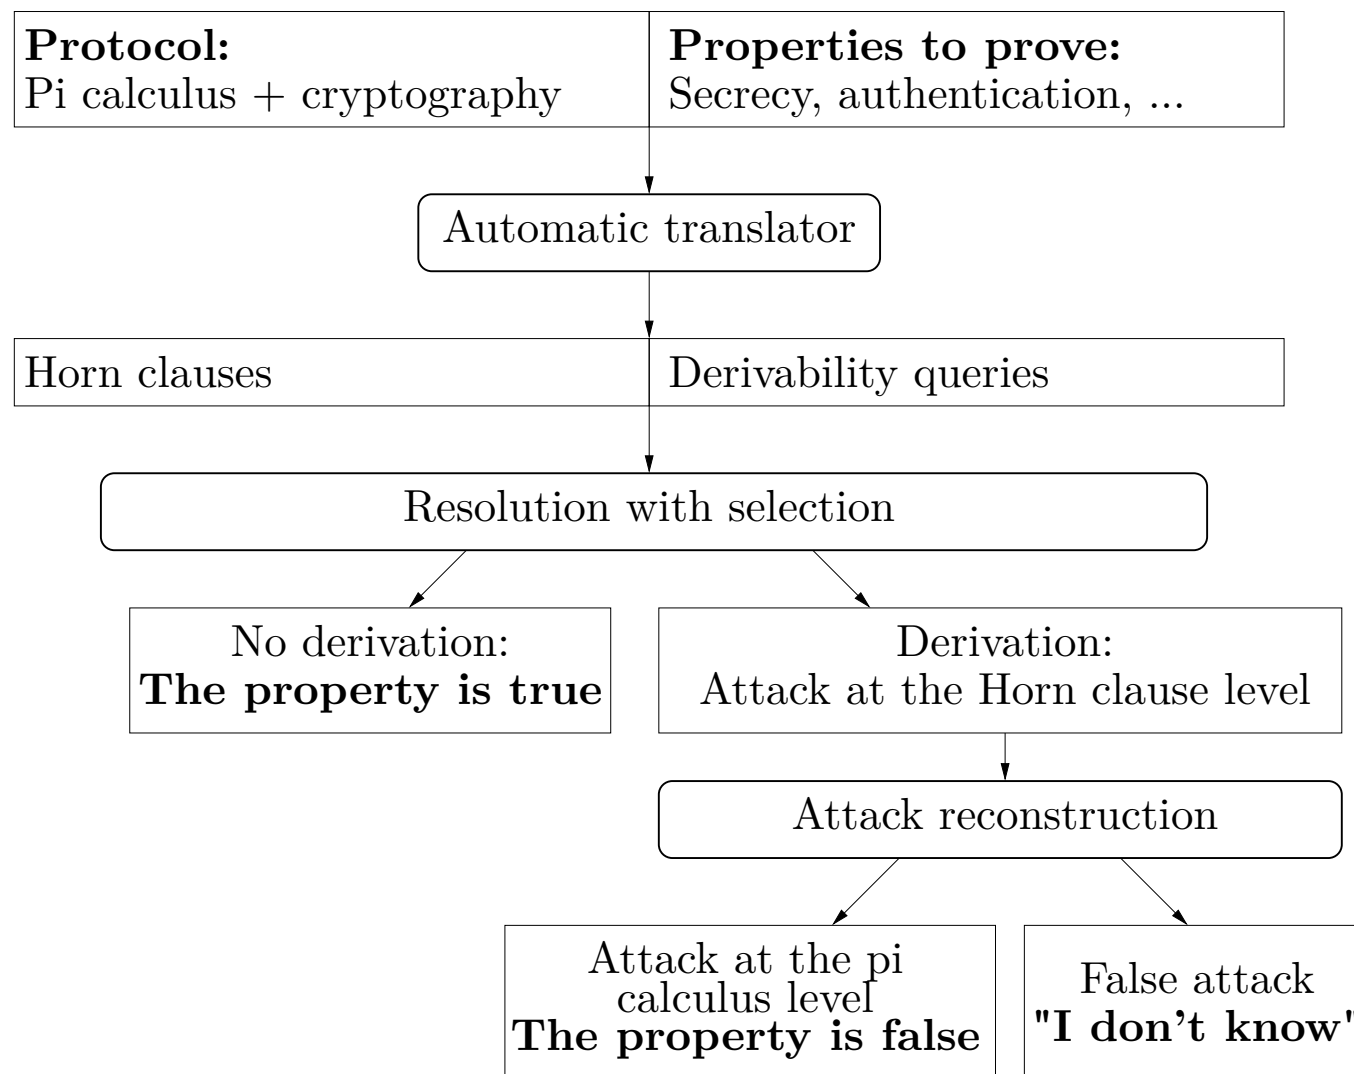 Protocol:
Pi calculus + cryptography
Properties to prove:
Secrecy, authentication, ...
Automatic translator
Horn clauses
Derivability queries
Resolution with selection
No derivation:
The property is true
Derivation:
Attack at the Horn clause level
Attack reconstruction
Attack at the pi
calculus level
The property is false
False attack
"I don't know"